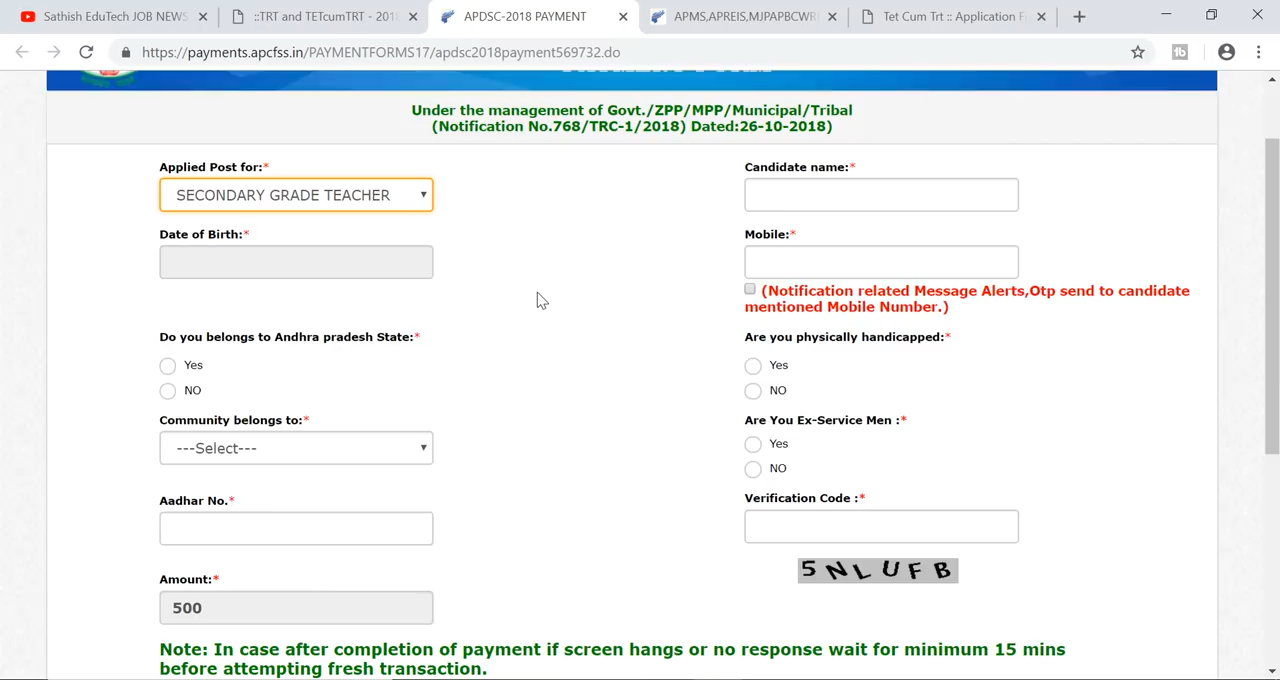 Sathish EduTech JOB NEWS
::TRT and TETcumTRT - 2018
APDSC-2018 PAYMENT
APMS,APREIS,MJPAPBCWR
Tet Cum Trt :: Application F
https://payments.apcfss.in/PAYMENTFORMS17/apdsc2018payment569732.do
Under the management of Govt./ZPP/MPP/Municipal/Tribal
(Notification No.768/TRC-1/2018) Dated:26-10-2018)
Applied Post for:*
Candidate name:*
SECONDARY GRADE TEACHER
Date of Birth:*
Mobile:*
(Notification related Message Alerts,Otp send to candidate
mentioned Mobile Number.)
Do you belongs to Andhra pradesh State:*
Are you physically handicapped:*
Yes
Yes
NO
NO
Community belongs to:*
Are You Ex-Service Men :*
---Select---
Yes
NO
Aadhar No.*
Verification Code :*
5 N L U F B
Amount:*
500
Note: In case after completion of payment if screen hangs or no response wait for minimum 15 mins
before attempting fresh transaction.